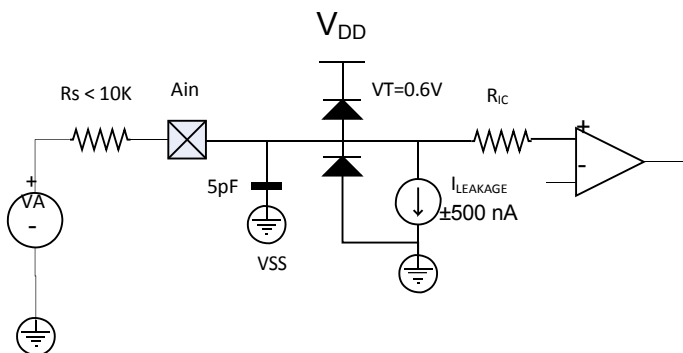 VDD
Rs < 10K
Ain
VT=0.6V
RIC
+
VA
-
5pF
VSS
ILEAKAGE
±500 nA
+
-